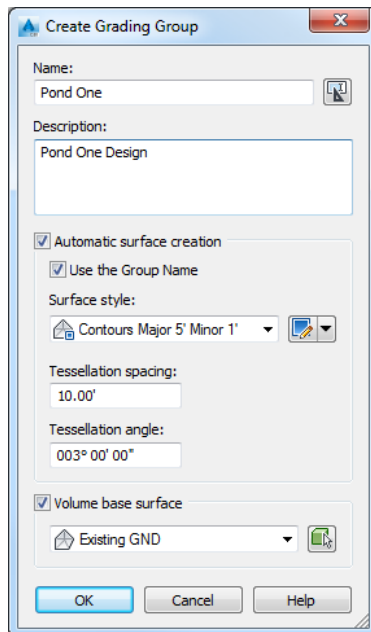 Create Grading Group
Name:
Pond One
Description:
Pond One Design
Automatic surface creation
Use the Group Name
Surface style:
Contours Major 5' Minor 1'
Tessellation spacing:
10.00'
Tessellation angle:
003° 00' 00"
Volume base surface
Existing GND
OK Cancel Help